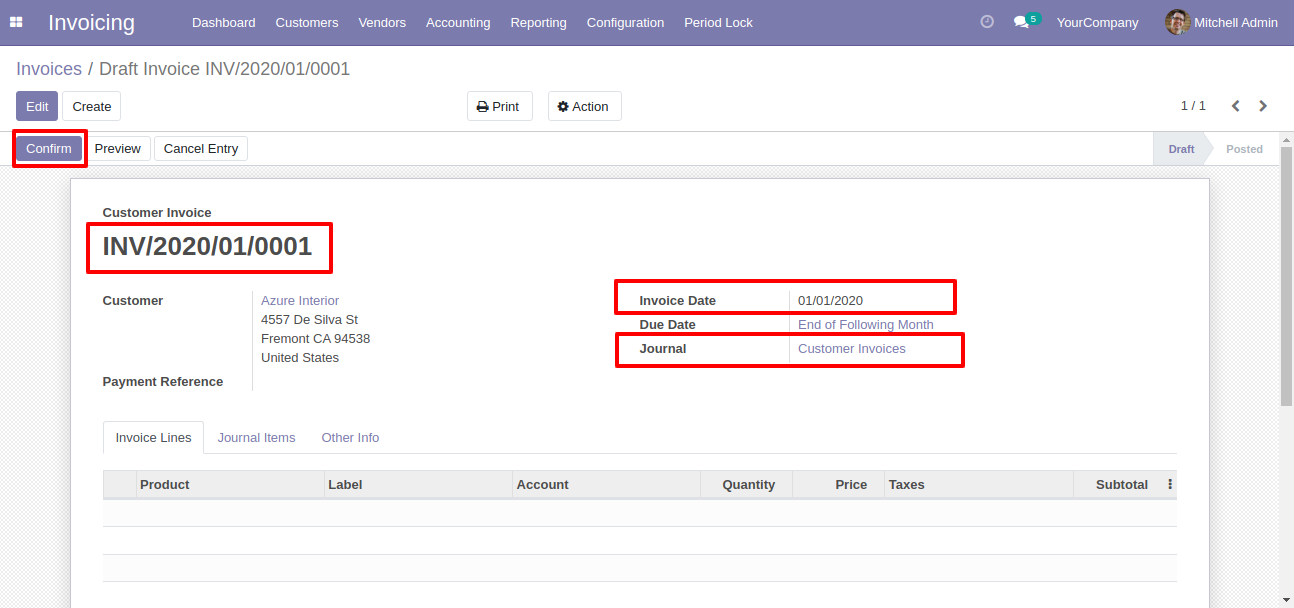 Invoicing Dashboard Customers Vendors Accounting Reporting Configuration Period Lock 5 YourCompany Mitchell Admin
Invoices / Draft Invoice INV/2020/01/0001
Edit Create Print Action 1 / 1
Confirm Preview Cancel Entry Draft Posted
Customer Invoice
INV/2020/01/0001
Customer Azure Interior Invoice Date 01/01/2020
4557 De Silva St
Due Date End of Following Month
Fremont CA 94538
Journal Customer Invoices
United States
Payment Reference
Invoice Lines Journal Items Other Info
Product Label Account Quantity Price Taxes Subtotal